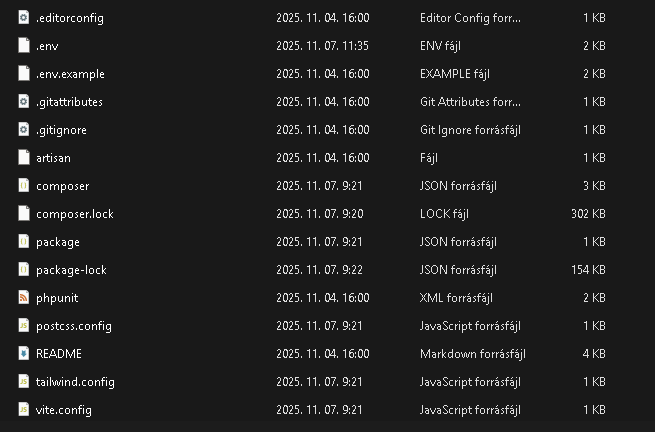 .editorconfig 2025. 11. 04. 16:00 Editor Config forr... 1 KB
.env 2025. 11. 07. 11:35 ENV fájl 2 KB
.env.example 2025. 11. 04. 16:00 EXAMPLE fájl 2 KB
.gitattributes 2025. 11. 04. 16:00 Git Attributes forr... 1 KB
.gitignore 2025. 11. 04. 16:00 Git Ignore forrásfájl 1 KB
artisan 2025. 11. 04. 16:00 Fájl 1 KB
composer 2025. 11. 07. 9:21 JSON forrásfájl 3 KB
composer.lock 2025. 11. 07. 9:20 LOCK fájl 302 KB
package 2025. 11. 07. 9:21 JSON forrásfájl 1 KB
package-lock 2025. 11. 07. 9:22 JSON forrásfájl 154 KB
phpunit 2025. 11. 04. 16:00 XML forrásfájl 2 KB
postcss.config 2025. 11. 07. 9:21 JavaScript forrásfájl 1 KB
README 2025. 11. 04. 16:00 Markdown forrásfájl 4 KB
tailwind.config 2025. 11. 07. 9:21 JavaScript forrásfájl 1 KB
vite.config 2025. 11. 07. 9:21 JavaScript forrásfájl 1 KB